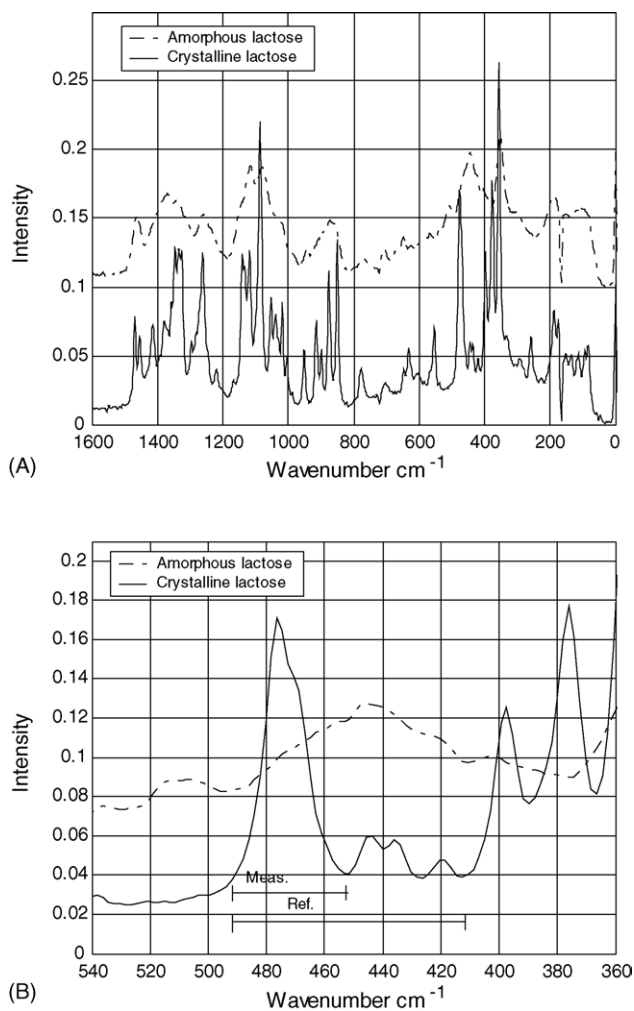 Amorphous lactose
Crystalline lactose
0.25
0.2
0.15
0.1
0.05
0
Intensity
1600 1400 1200 1000 800 600 400 200 0
Wavenumber cm⁻¹
(A)
0.2
Amorphous lactose
Crystalline lactose
0.18
0.16
0.14
0.12
0.1
0.08
0.06
0.04
0.02
0
Intensity
Meas.
Ref.
540 520 500 480 460 440 420 400 380 360
Wavenumber cm⁻¹
(B)